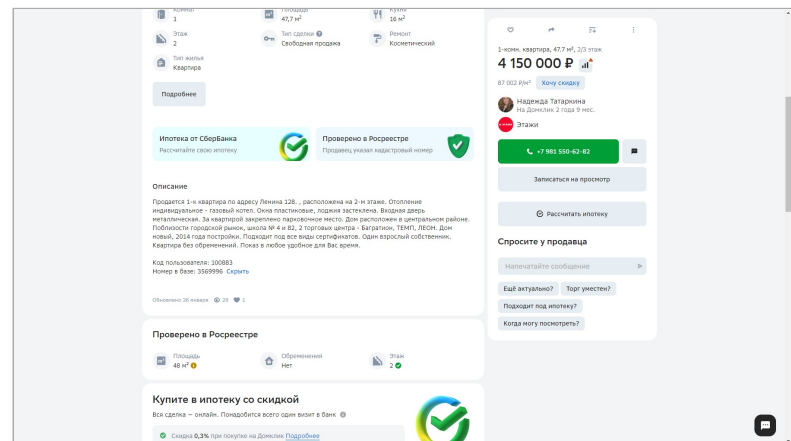 Комнат
1
Площадь
47,7 м²
Кухня
16 м²
Этаж
2
Тип сделки
Свободная продажа
Ремонт
Косметический
Тип жилья
Квартира
Подробнее
Ипотека от СберБанка
Рассчитайте свою ипотеку
Проверено в Росреестре
Продавец указал кадастровый номер
Описание
Продается 1-к квартира по адресу Ленина 128. , расположена на 2-м этаже. Отопление
индивидуальное - газовый котел. Окна пластиковые, лоджия застеклена. Входная дверь
металлическая. За квартирой закреплено парковочное место. Дом расположен в центральном районе.
Поблизости городской рынок, школа № 4 и 82, 2 торговых центра - Багратион, ТЕМП, ЛЕОМ. Дом
новый, 2014 года постройки. Подходит под все виды сертификатов. Один взрослый собственник.
Квартира без обременений. Показ в любое удобное для Вас время.
Код пользователя: 100883
Номер в базе: 3569996 Скрыть
Обновлено 26 января 29 1
Проверено в Росреестре
Площадь
48 м²
Обременения
Нет
Этаж
2
Купите в ипотеку со скидкой
Вся сделка — онлайн. Понадобится всего один визит в банк
Скидка 0,3% при покупке на Домклик Подробнее
1-комн. квартира, 47,7 м², 2/3 этаж
4 150 000 ₽
87 002 ₽/м² Хочу скидку
Надежда Татаркина
На Домклик 2 года 9 мес.
Этажи
+7 981 550-62-82
Записаться на просмотр
Рассчитать ипотеку
Спросите у продавца
Напечатайте сообщение
Ещё актуально? Торг уместен?
Подходит под ипотеку?
Когда могу посмотреть?